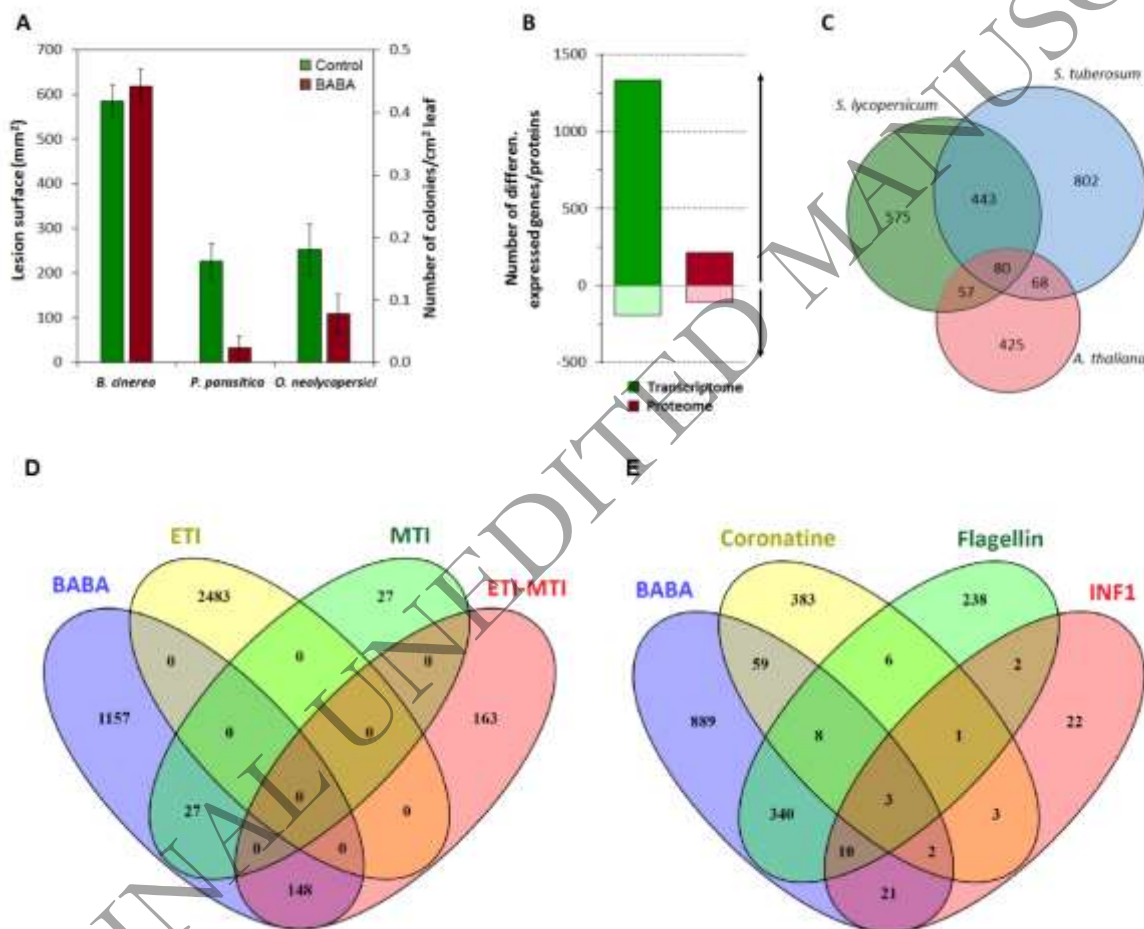 A
700
600
500
400
300
200
100
0
Lesion surface (mm²)
0.5
0.4
0.3
0.2
0.1
0.0
Number of colonies/cm² leaf
Control
BABA
B. cinerea
P. parasitica
O. neolycopersici
B
1500
1000
500
0
-500
Number of differen.
expressed genes/proteins
Transcriptome
Proteome
C
S. tuberosum
S. lycopersicum
802
443
575
80
68
57
425
A. thaliana
D
ETI
MTI
BABA
ETI-MTI
2483
27
0
0
0
1157
163
0
0
0
27
0
0
0
148
E
Coronatine
Flagellin
BABA
INF1
383
238
59
6
2
889
22
8
1
3
340
3
10
2
21
INAL UNEDITED MANUSC